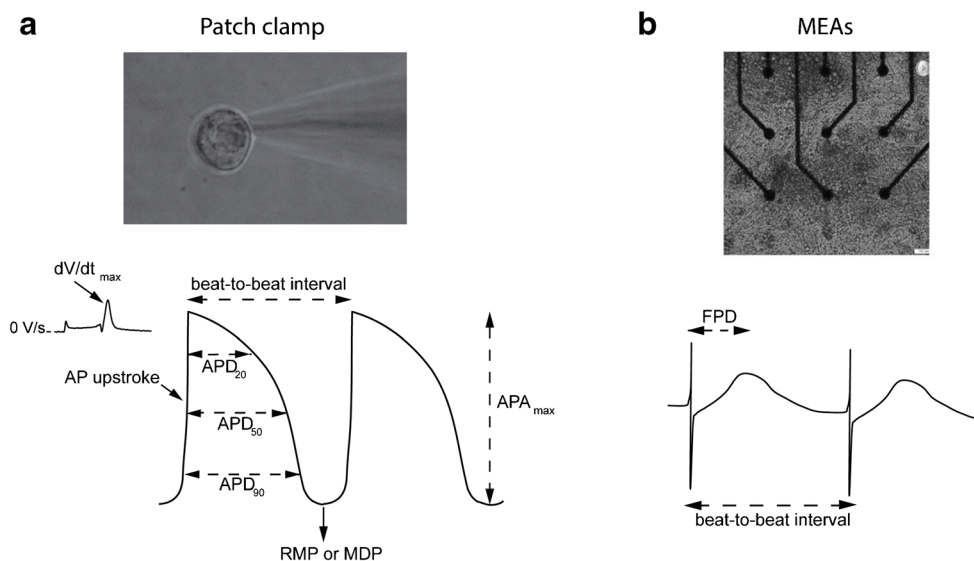 a
Patch clamp
b
MEAs
dV/dt max
0 V/s
beat-to-beat interval
AP upstroke
APD20
APD50
APD90
APAmax
RMP or MDP
FPD
beat-to-beat interval